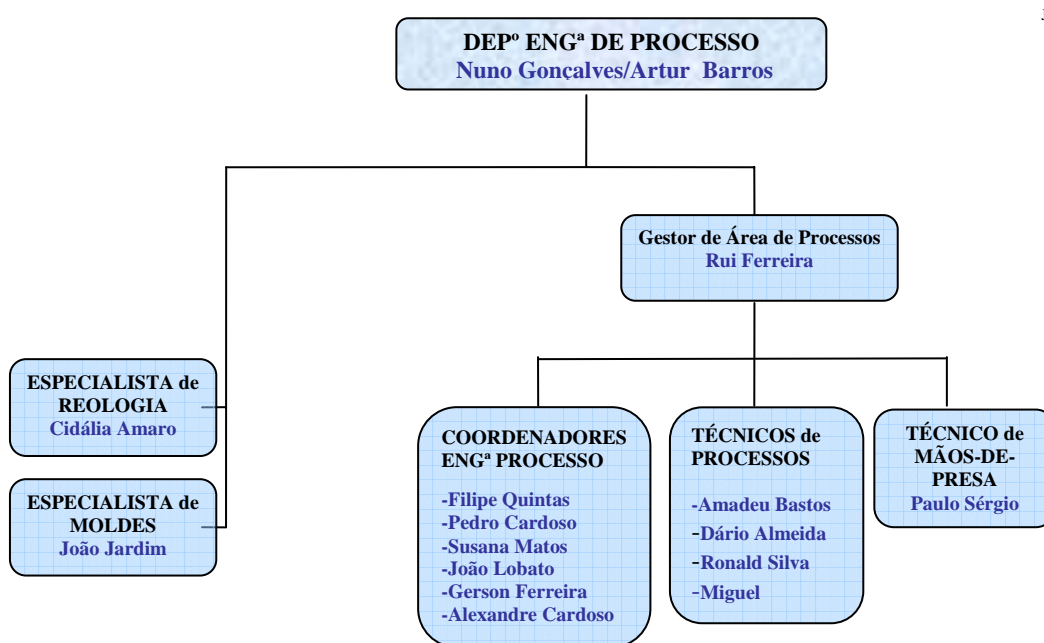 DEPº ENGª DE PROCESSO
Nuno Gonçalves/Artur Barros
Gestor de Área de Processos
Rui Ferreira
ESPECIALISTA de
REOLOGIA
Cidália Amaro
ESPECIALISTA de
MOLDES
João Jardim
COORDENADORES
ENGª PROCESSO
-Filipe Quintas
-Pedro Cardoso
-Susana Matos
-João Lobato
-Gerson Ferreira
-Alexandre Cardoso
TÉCNICOS de
PROCESSOS
-Amadeu Bastos
-Dário Almeida
-Ronald Silva
-Miguel
TÉCNICO de
MÃOS-DE-
PRESA
Paulo Sérgio